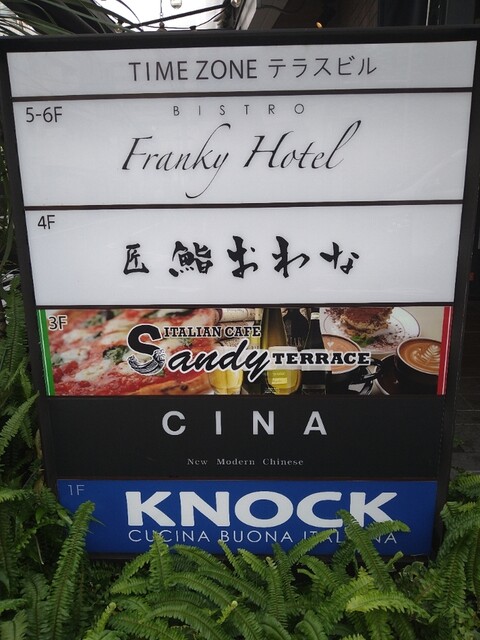 TIME ZONE テラスビル
5-6F
BISTRO
Franky Hotel
4F
匠 鮨 おわな
3F
ITALIAN CAFE
Sandy TERRACE
CINA
New Modern Chinese
1F
KNOCK
CUCINA BUONA